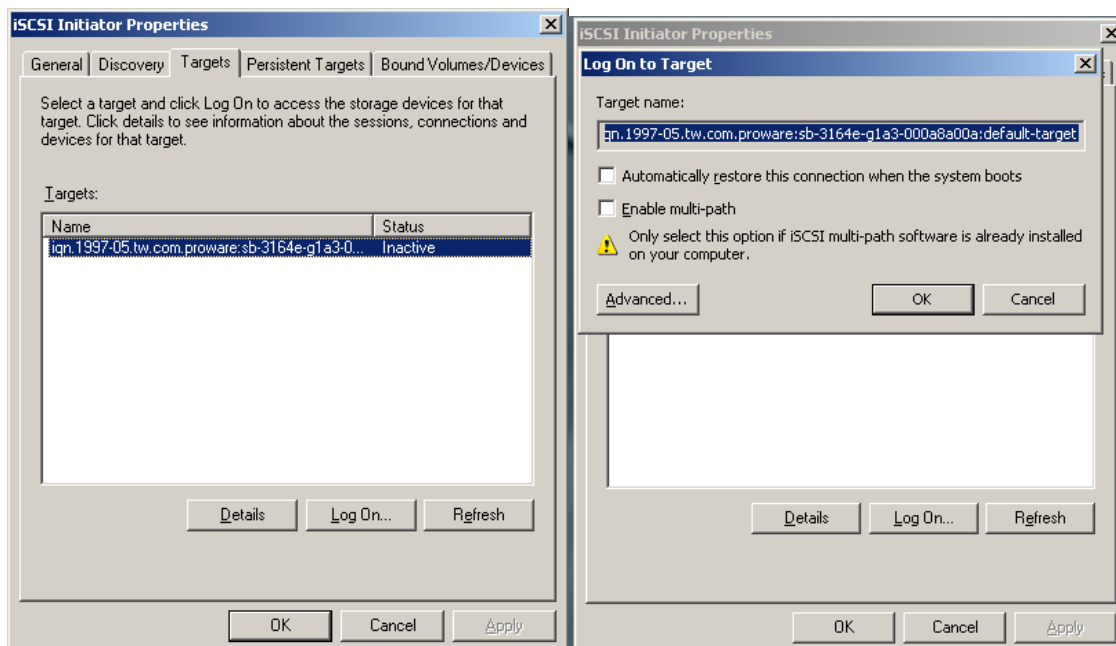 iSCSI Initiator Properties
General Discovery Targets Persistent Targets Bound Volumes/Devices
Select a target and click Log On to access the storage devices for that
target. Click details to see information about the sessions, connections and
devices for that target.
Targets:
Name Status
iqn.1997-05.tw.com.proware:sb-3164e-g1a3-0... Inactive
Details Log On... Refresh
OK Cancel Apply
iSCSI Initiator Properties
Log On to Target
Target name:
qn.1997-05.tw.com.proware:sb-3164e-g1a3-000a8a00a:default-target
Automatically restore this connection when the system boots
Enable multi-path
Only select this option if iSCSI multi-path software is already installed
on your computer.
Advanced... OK Cancel
Details Log On... Refresh
OK Cancel Apply